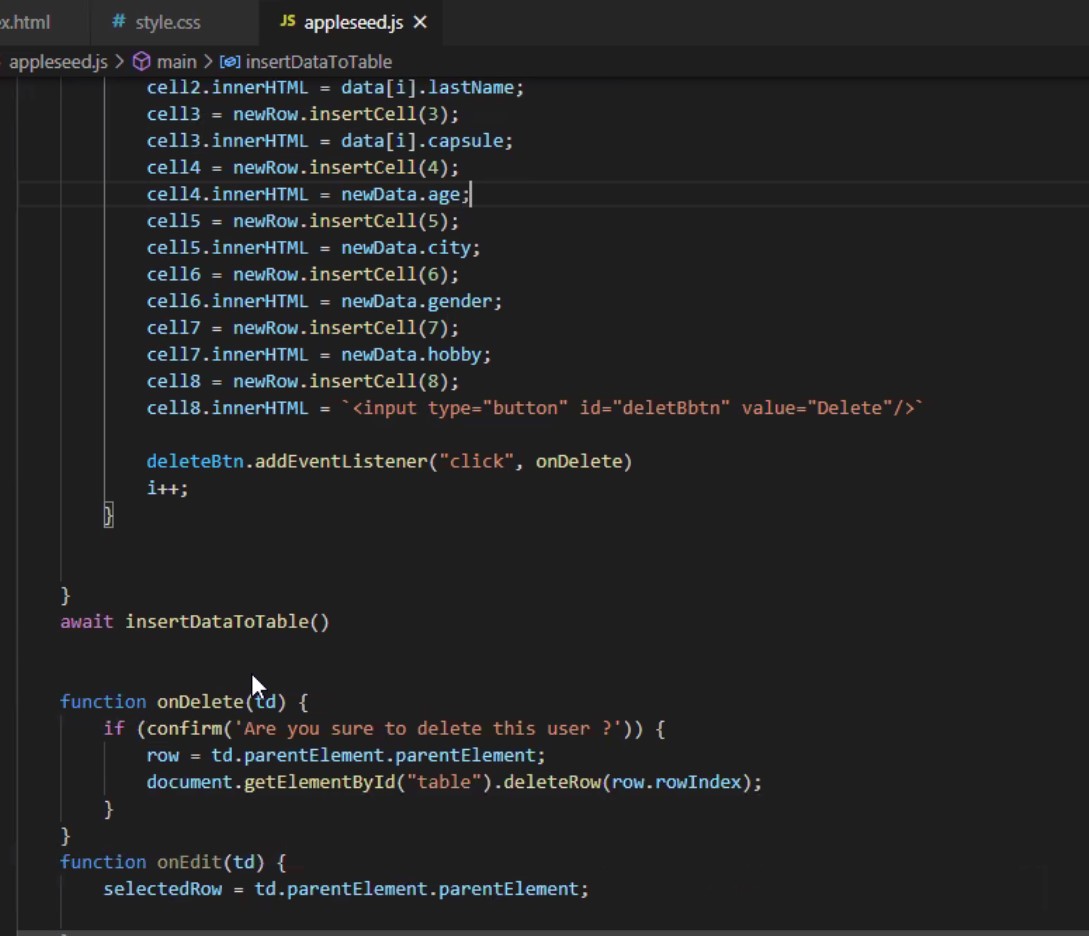 x.html # style.css JS appleseed.js ×
appleseed.js > main > insertDataToTable
cell2.innerHTML = data[i].lastName;
cell3 = newRow.insertCell(3);
cell3.innerHTML = data[i].capsule;
cell4 = newRow.insertCell(4);
cell4.innerHTML = newData.age;
cell5 = newRow.insertCell(5);
cell5.innerHTML = newData.city;
cell6 = newRow.insertCell(6);
cell6.innerHTML = newData.gender;
cell7 = newRow.insertCell(7);
cell7.innerHTML = newData.hobby;
cell8 = newRow.insertCell(8);
cell8.innerHTML = `<input type="button" id="deletBbtn" value="Delete"/>`
deleteBtn.addEventListener("click", onDelete)
i++;
}
}
await insertDataToTable()
function onDelete(td) {
if (confirm('Are you sure to delete this user ?')) {
row = td.parentElement.parentElement;
document.getElementById("table").deleteRow(row.rowIndex);
}
}
function onEdit(td) {
selectedRow = td.parentElement.parentElement;